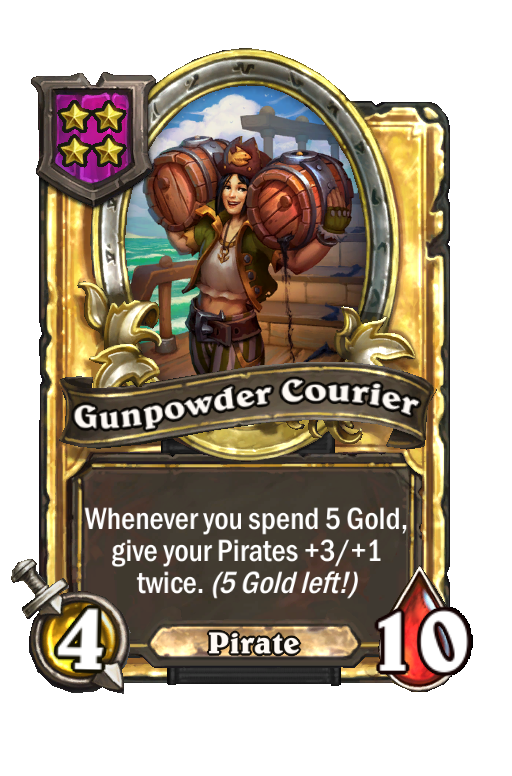 Gunpowder Courier
Whenever you spend 5 Gold,
give your Pirates +3/+1
twice. (5 Gold left!)
4
Pirate
10